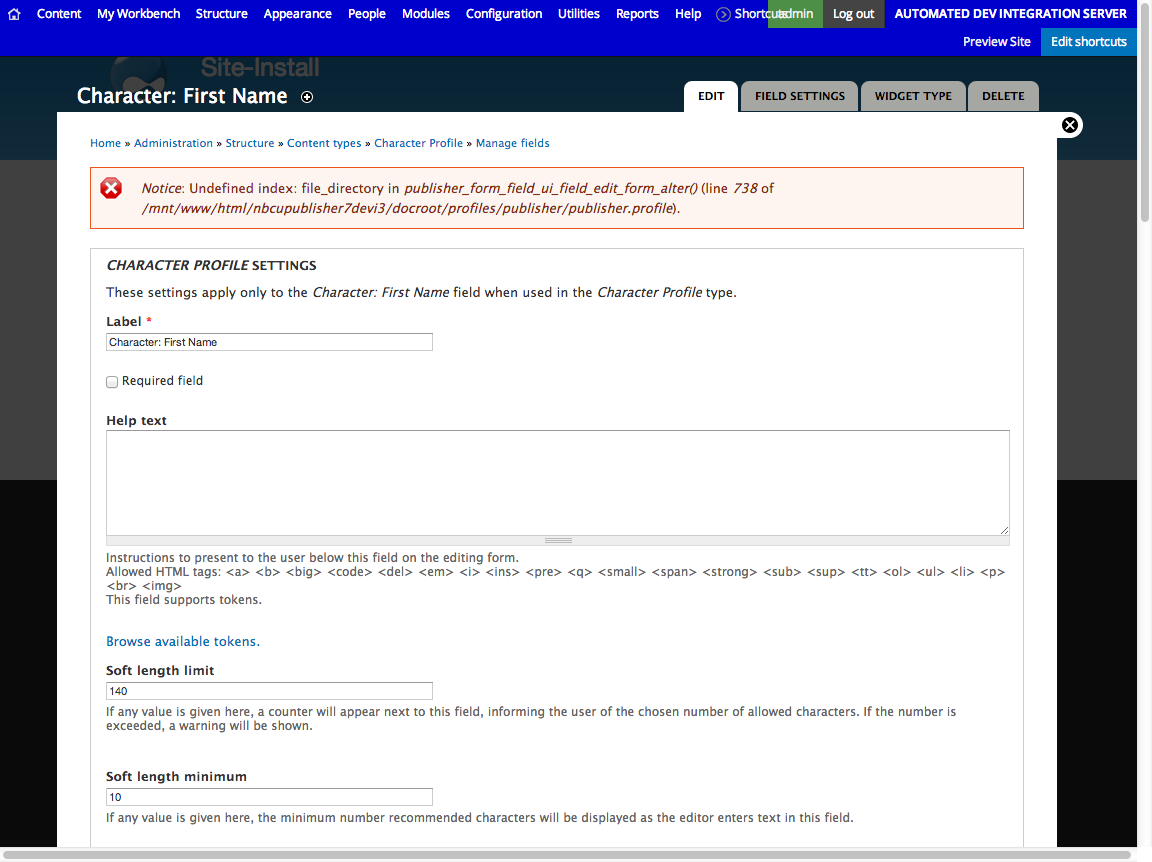 Content My Workbench Structure Appearance People Modules Configuration Utilities Reports Help Shortcuts admin Log out AUTOMATED DEV INTEGRATION SERVER
Preview Site Edit shortcuts
Site-Install
Character: First Name
EDIT FIELD SETTINGS WIDGET TYPE DELETE
Home » Administration » Structure » Content types » Character Profile » Manage fields
Notice: Undefined index: file_directory in publisher_form_field_ui_field_edit_form_alter() (line 738 of
/mnt/www/html/nbcupublisher7devi3/docroot/profiles/publisher/publisher.profile).
CHARACTER PROFILE SETTINGS
These settings apply only to the Character: First Name field when used in the Character Profile type.
Label *
Character: First Name
Required field
Help text
Instructions to present to the user below this field on the editing form.
Allowed HTML tags: <a> <b> <big> <code> <del> <em> <i> <ins> <pre> <q> <small> <span> <strong> <sub> <sup> <tt> <ol> <ul> <li> <p>
<br> <img>
This field supports tokens.
Browse available tokens.
Soft length limit
140
If any value is given here, a counter will appear next to this field, informing the user of the chosen number of allowed characters. If the number is
exceeded, a warning will be shown.
Soft length minimum
10
If any value is given here, the minimum number recommended characters will be displayed as the editor enters text in this field.